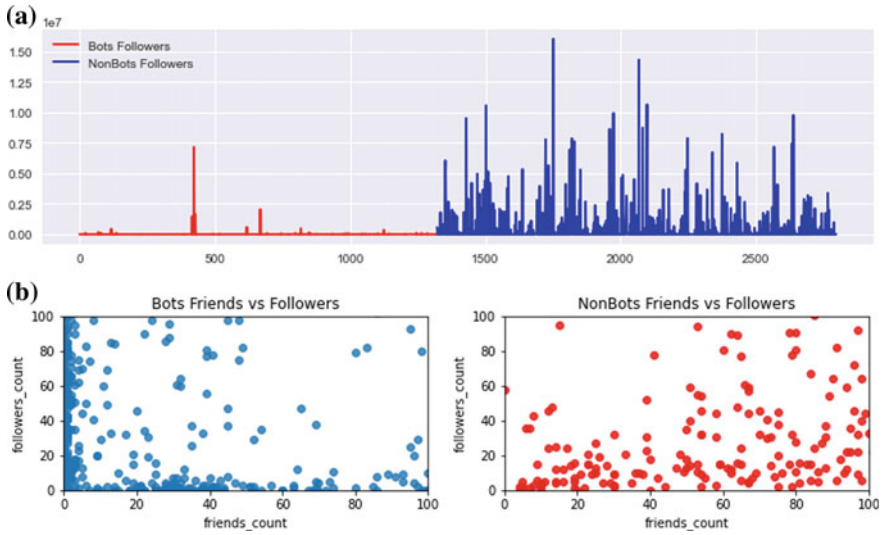 (a)
1e7
Bots Followers
NonBots Followers
1.50
1.25
1.00
0.75
0.50
0.25
0.00
0 500 1000 1500 2000 2500
(b)
Bots Friends vs Followers
100
80
60
40
20
0
followers_count
0 20 40 60 80 100
friends_count
NonBots Friends vs Followers
100
80
60
40
20
0
followers_count
0 20 40 60 80 100
friends_count